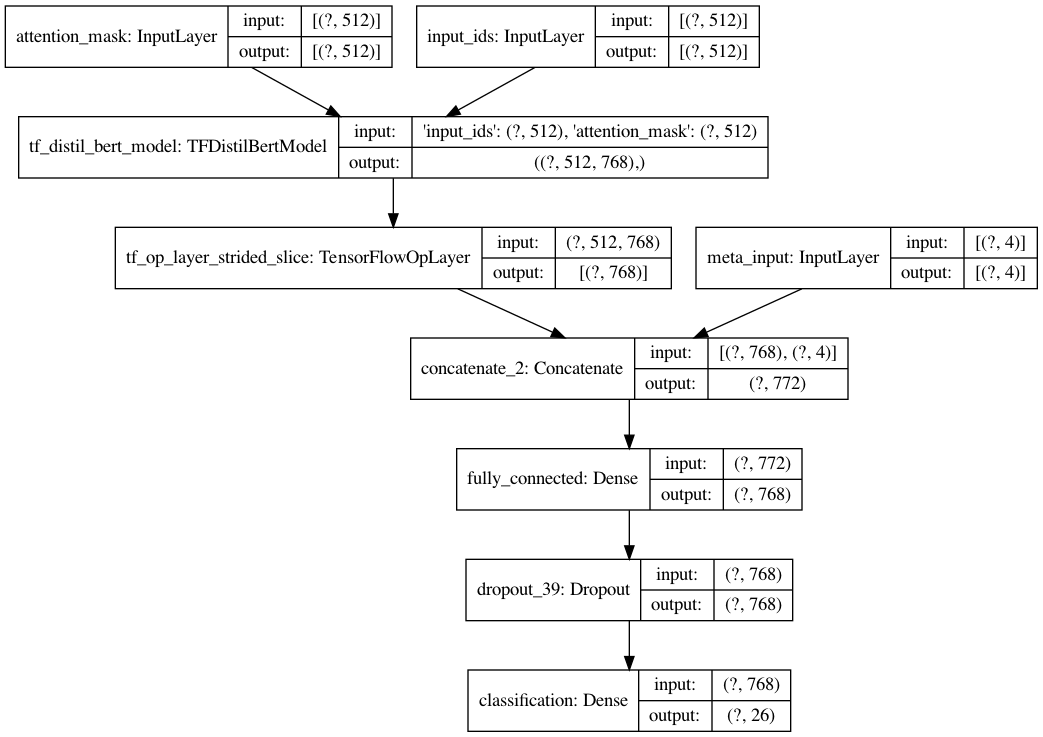 attention_mask: InputLayer
input: [(?, 512)]
output: [(?, 512)]
input_ids: InputLayer
input: [(?, 512)]
output: [(?, 512)]
tf_distil_bert_model: TFDistilBertModel
input: 'input_ids': (?, 512), 'attention_mask': (?, 512)
output: ((?, 512, 768),)
tf_op_layer_strided_slice: TensorFlowOpLayer
input: (?, 512, 768)
output: [(?, 768)]
meta_input: InputLayer
input: [(?, 4)]
output: [(?, 4)]
concatenate_2: Concatenate
input: [(?, 768), (?, 4)]
output: (?, 772)
fully_connected: Dense
input: (?, 772)
output: (?, 768)
dropout_39: Dropout
input: (?, 768)
output: (?, 768)
classification: Dense
input: (?, 768)
output: (?, 26)